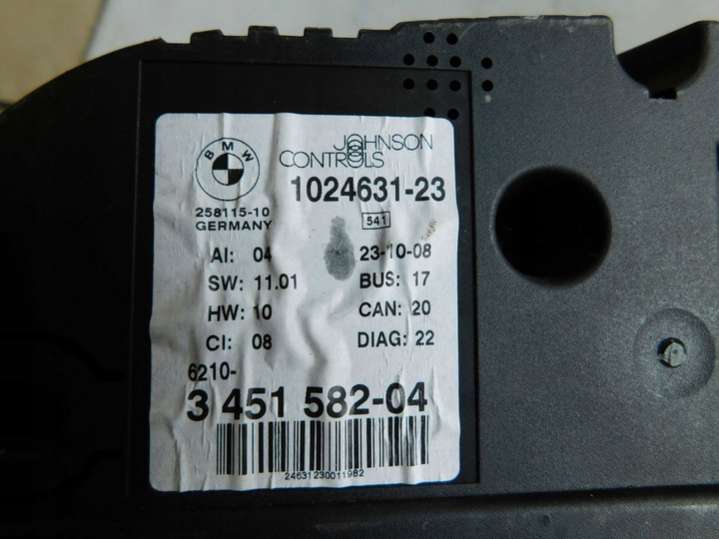 BMW
JOHNSON
CONTROLS
1024631-23
258115-10
GERMANY
541
AI: 04 23-10-08
SW: 11.01 BUS: 17
HW: 10 CAN: 20
CI: 08 DIAG: 22
6210-
3 451 582-04
24631230011982